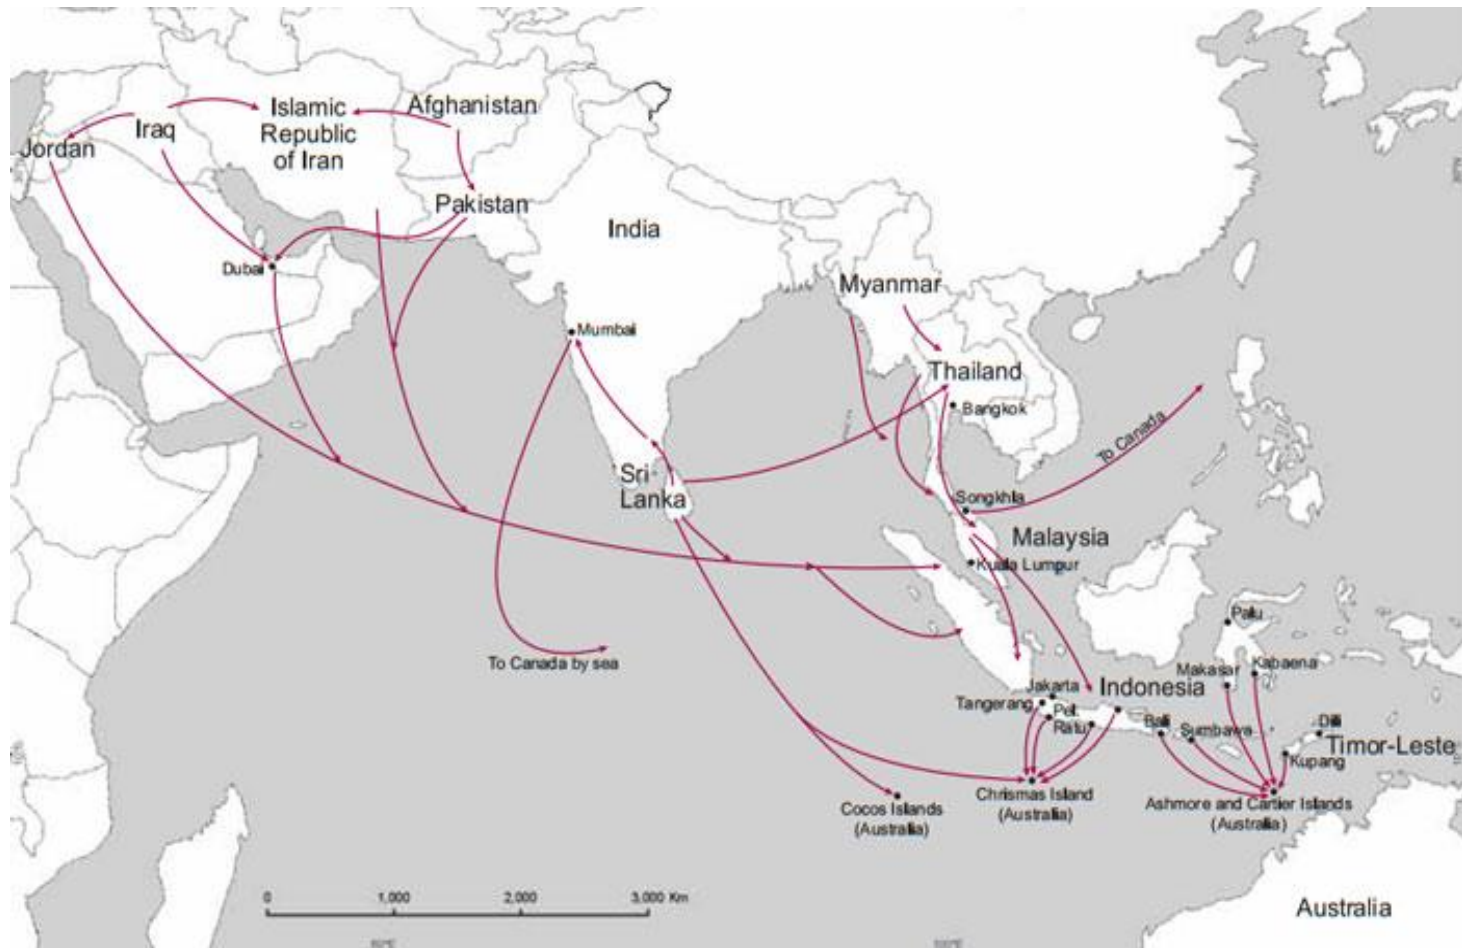 Afghanistan
Islamic
Republic
of Iran
Iraq
Jordan
Pakistan
India
Dubai
Myanmar
Mumbai
Thailand
Bangkok
To Canada
Sri
Lanka
Songkhla
Malaysia
Kuala Lumpur
To Canada by sea
Palu
Makasar
Kabaena
Jakarta
Indonesia
Tangerang
Pel.
Ratu
Bali
Sumbawa
Dili
Timor-Leste
Kupang
Chrismas Island
(Australia)
Cocos Islands
(Australia)
Ashmore and Cartier Islands
(Australia)
0 1,000 2,000 3,000 Km
Australia
100°E